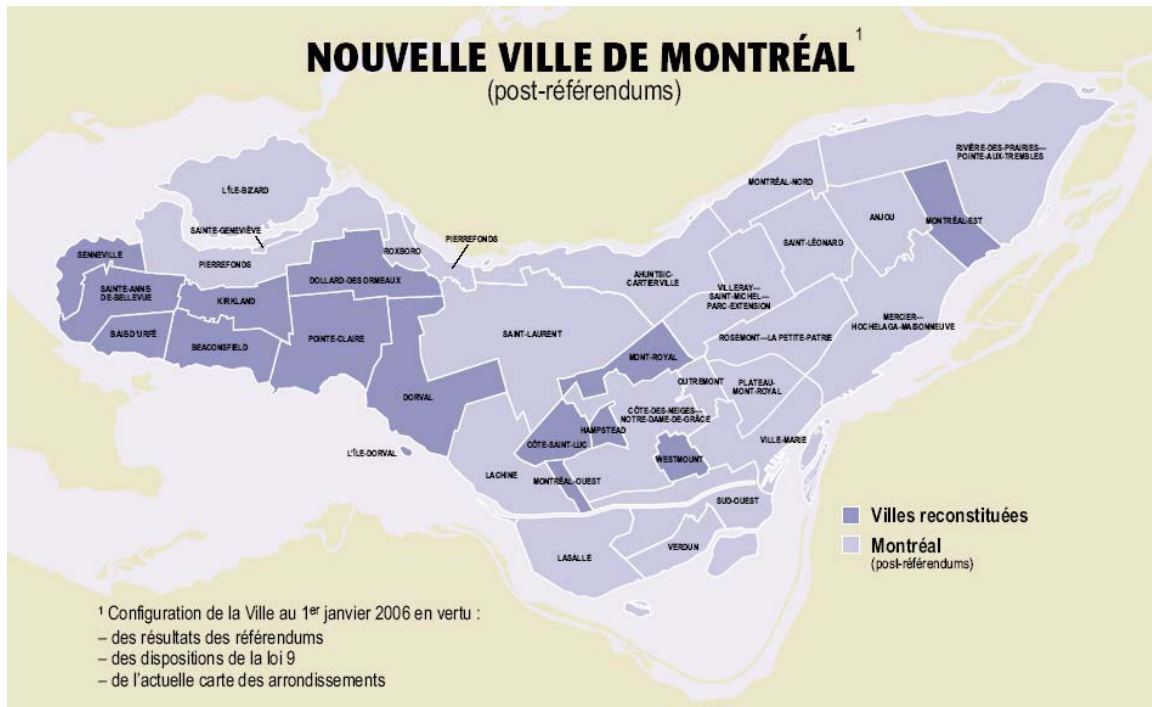 NOUVELLE VILLE DE MONTRÉAL¹
(post-référendums)
RIVIÈRE-DES-PRAIRIES—
POINTE-AUX-TREMBLES
MONTRÉAL-NORD
L'ÎLE-BIZARD
ANJOU
MONTRÉAL-EST
SAINTE-GENEVIÈVE
ROXBORO
PIERREFONDS
SAINT-LÉONARD
SENNEVILLE
PIERREFONDS
DOLLARD-DES ORMEAUX
AHUNTSIC-
CARTIERVILLE
VILLERAY—
SAINT-MICHEL—
PARC-EXTENSION
SAINTE-ANNE
DE-BELLEVUE
KIRKLAND
MERCIER—
HOCHELAGA-MAISONNEUVE
BAIE-D'URFÉ
BEACONSFIELD
POINTE-CLAIRE
SAINT-LAURENT
ROSEMONT—LA PETITE-PATRIE
MONT-ROYAL
OUTREMONT
PLATEAU-
MONT-ROYAL
DORVAL
CÔTE-DES-NEIGES—
NOTRE-DAME-DE-GRÂCE
HAMPSTEAD
CÔTE-SAINT-LUC
VILLE-MARIE
L'ÎLE-DORVAL
WESTMOUNT
LACHINE
MONTRÉAL-OUEST
SUD-OUEST
LASALLE
VERDUN
Villes reconstituées
Montréal
(post-référendums)
¹ Configuration de la Ville au 1er janvier 2006 en vertu :
– des résultats des référendums
– des dispositions de la loi 9
– de l'actuelle carte des arrondissements